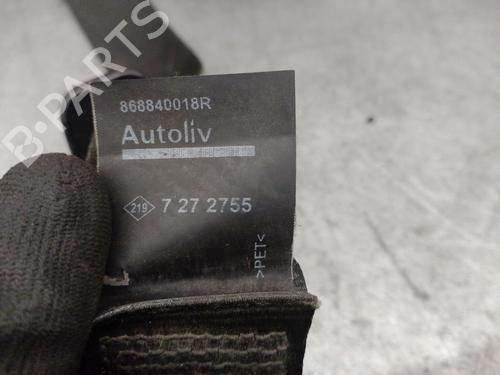 B-PARTS
868840018R
Autoliv
219 7 27 2755
>PET<